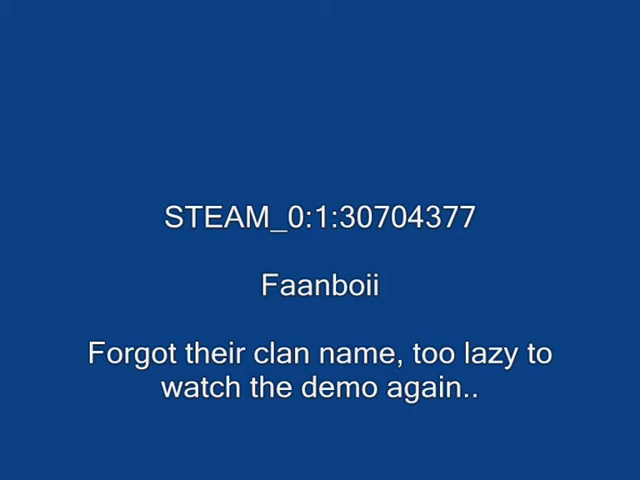 STEAM_0:1:30704377
Faanboii
Forgot their clan name, too lazy to
watch the demo again..